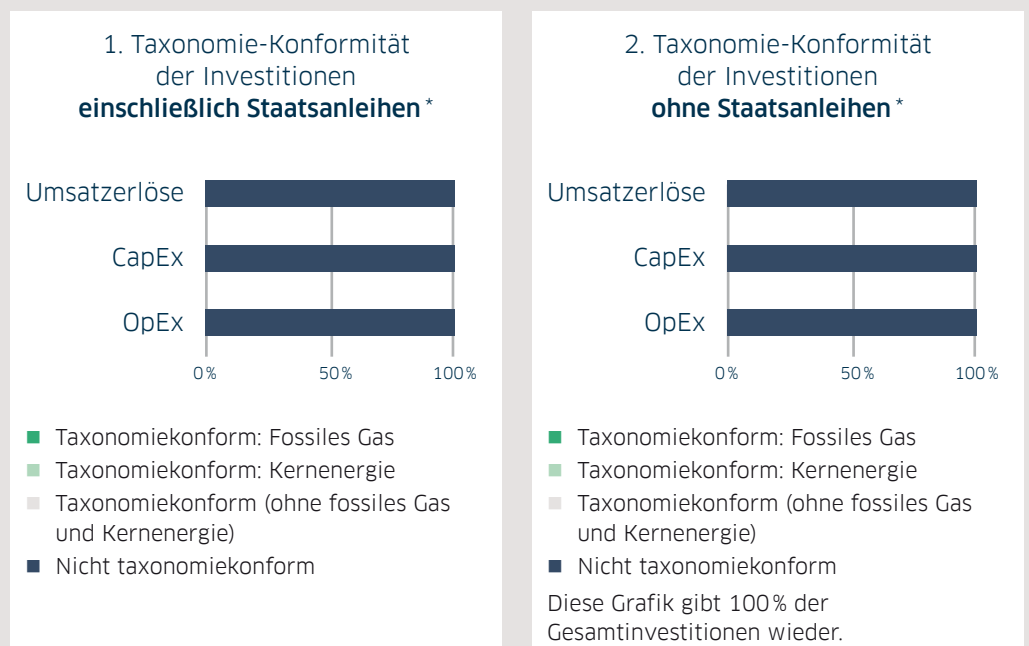 1. Taxonomie-Konformität
der Investitionen
einschließlich Staatsanleihen *
Umsatzerlöse
CapEx
OpEx
0 %
50 %
100 %
Taxonomiekonform: Fossiles Gas
Taxonomiekonform: Kernenergie
Taxonomiekonform (ohne fossiles Gas
und Kernenergie)
Nicht taxonomiekonform
2. Taxonomie-Konformität
der Investitionen
ohne Staatsanleihen *
Umsatzerlöse
CapEx
OpEx
0 %
50 %
100 %
Taxonomiekonform: Fossiles Gas
Taxonomiekonform: Kernenergie
Taxonomiekonform (ohne fossiles Gas
und Kernenergie)
Nicht taxonomiekonform
Diese Grafik gibt 100 % der
Gesamtinvestitionen wieder.